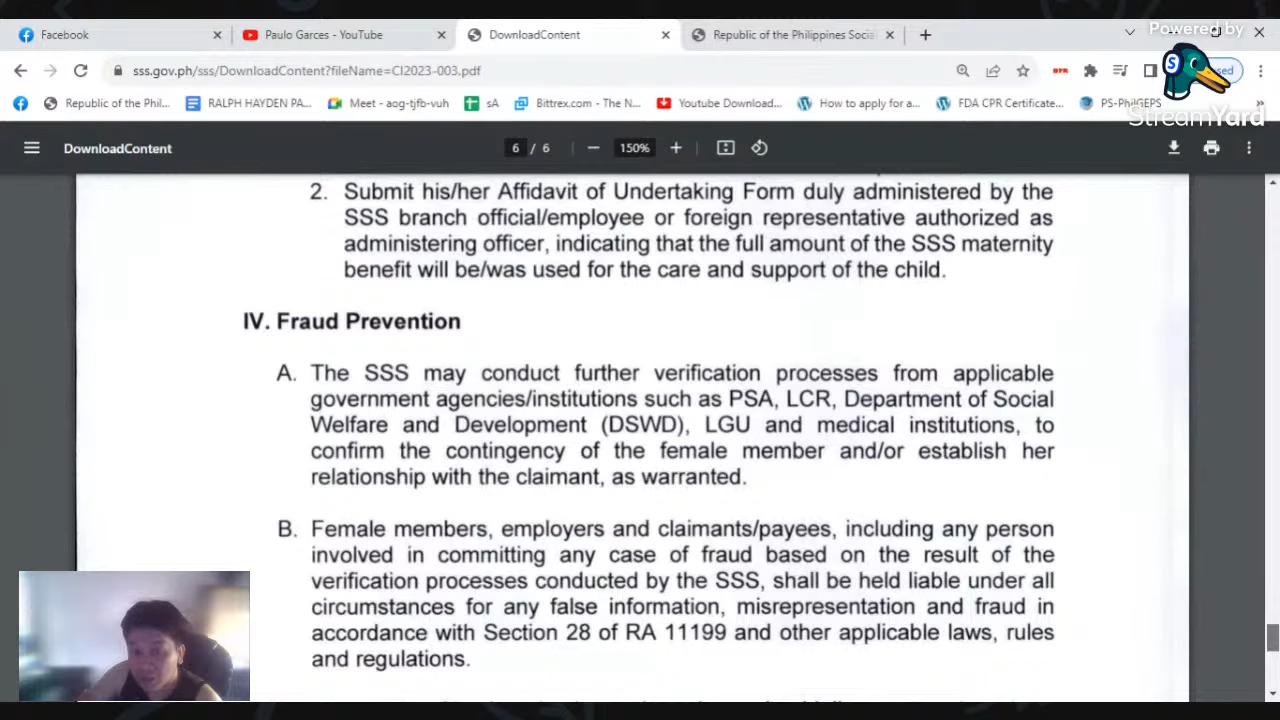 Powered by
Facebook
Paulo Garces - YouTube
DownloadContent
Republic of the Philippines Socia
sss.gov.ph/sss/DownloadContent?fileName=CI2023-003.pdf
Republic of the Phil...
RALPH HAYDEN PA...
Meet - aog-tjfb-vuh
sA
Bittrex.com - The N...
Youtube Download...
How to apply for a...
FDA CPR Certificate...
PS-PhilGEPS
StreamYard
DownloadContent
6 / 6
150%
2. Submit his/her Affidavit of Undertaking Form duly administered by the
SSS branch official/employee or foreign representative authorized as
administering officer, indicating that the full amount of the SSS maternity
benefit will be/was used for the care and support of the child.
IV. Fraud Prevention
A. The SSS may conduct further verification processes from applicable
government agencies/institutions such as PSA, LCR, Department of Social
Welfare and Development (DSWD), LGU and medical institutions, to
confirm the contingency of the female member and/or establish her
relationship with the claimant, as warranted.
B. Female members, employers and claimants/payees, including any person
involved in committing any case of fraud based on the result of the
verification processes conducted by the SSS, shall be held liable under all
circumstances for any false information, misrepresentation and fraud in
accordance with Section 28 of RA 11199 and other applicable laws, rules
and regulations.